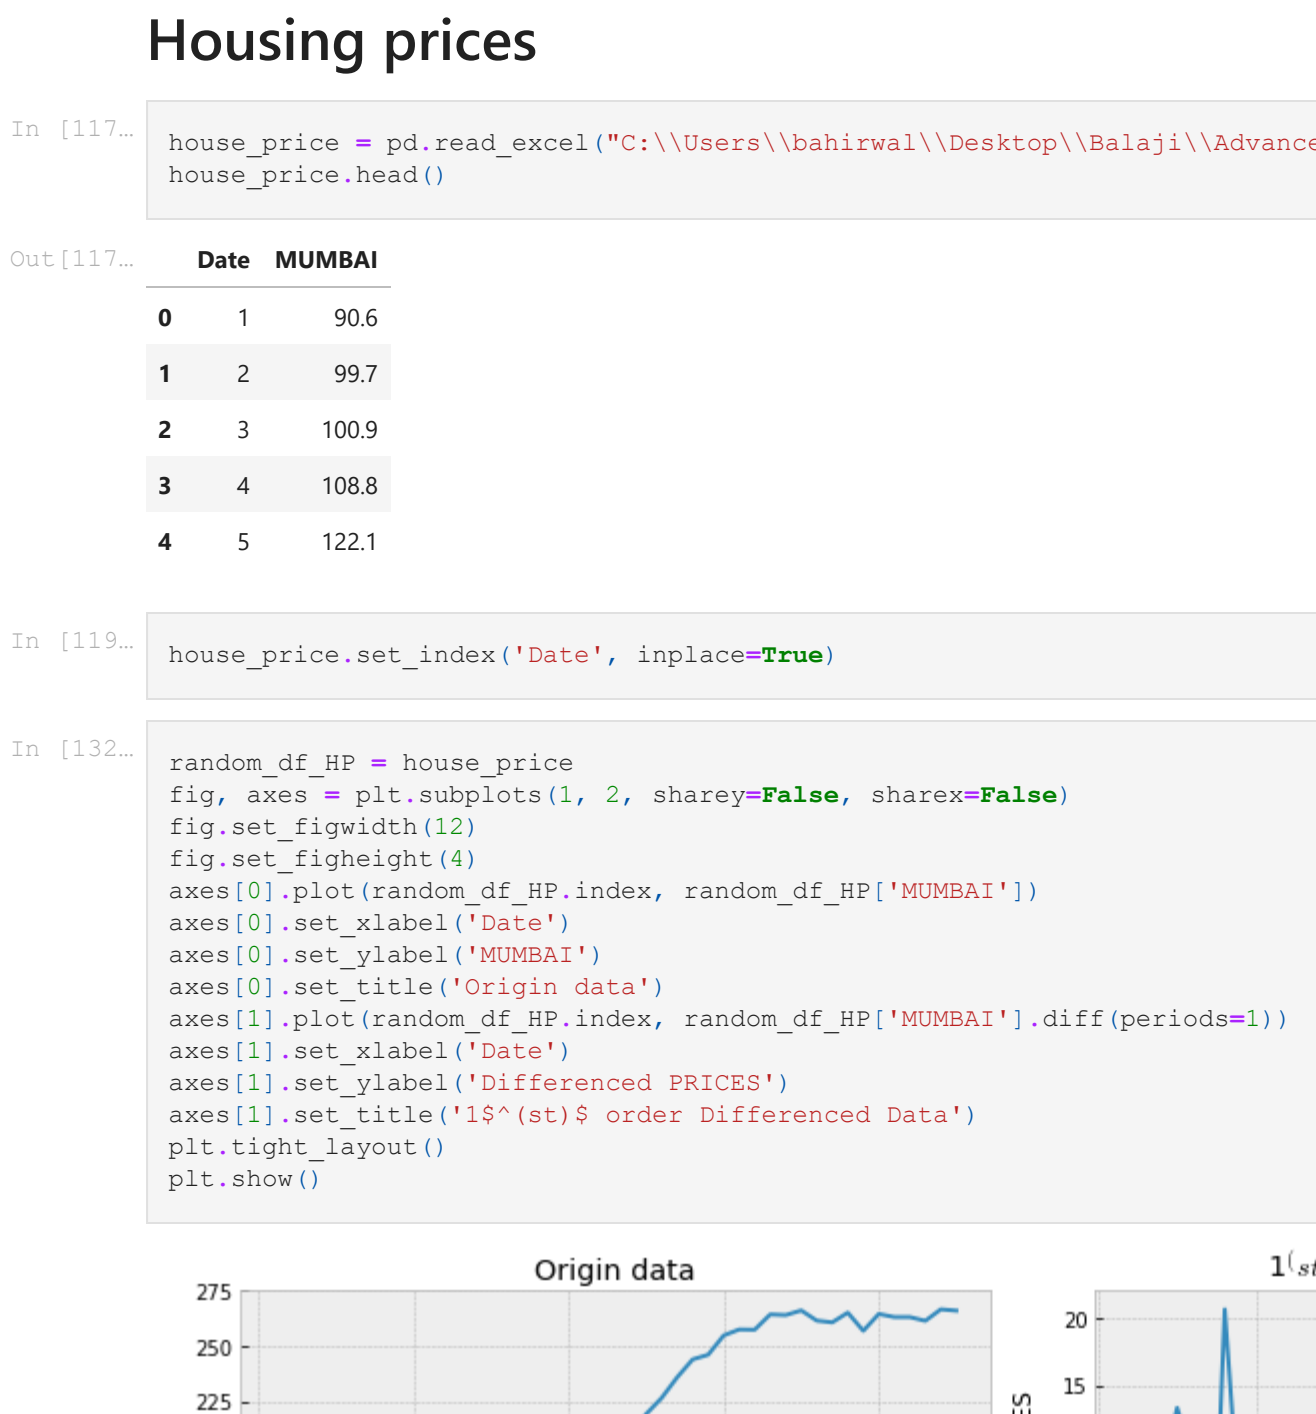 Housing prices
In [117…
house_price = pd.read_excel("C:\\Users\\bahirwal\\Desktop\\Balaji\\Advance
house_price.head()
Out[117…
Date MUMBAI
0 1 90.6
1 2 99.7
2 3 100.9
3 4 108.8
4 5 122.1
In [119…
house_price.set_index('Date', inplace=True)
In [132…
random_df_HP = house_price
fig, axes = plt.subplots(1, 2, sharey=False, sharex=False)
fig.set_figwidth(12)
fig.set_figheight(4)
axes[0].plot(random_df_HP.index, random_df_HP['MUMBAI'])
axes[0].set_xlabel('Date')
axes[0].set_ylabel('MUMBAI')
axes[0].set_title('Origin data')
axes[1].plot(random_df_HP.index, random_df_HP['MUMBAI'].diff(periods=1))
axes[1].set_xlabel('Date')
axes[1].set_ylabel('Differenced PRICES')
axes[1].set_title('1$^(st)$ order Differenced Data')
plt.tight_layout()
plt.show()
Origin data
275
250
225
1^(st
20
15
ES